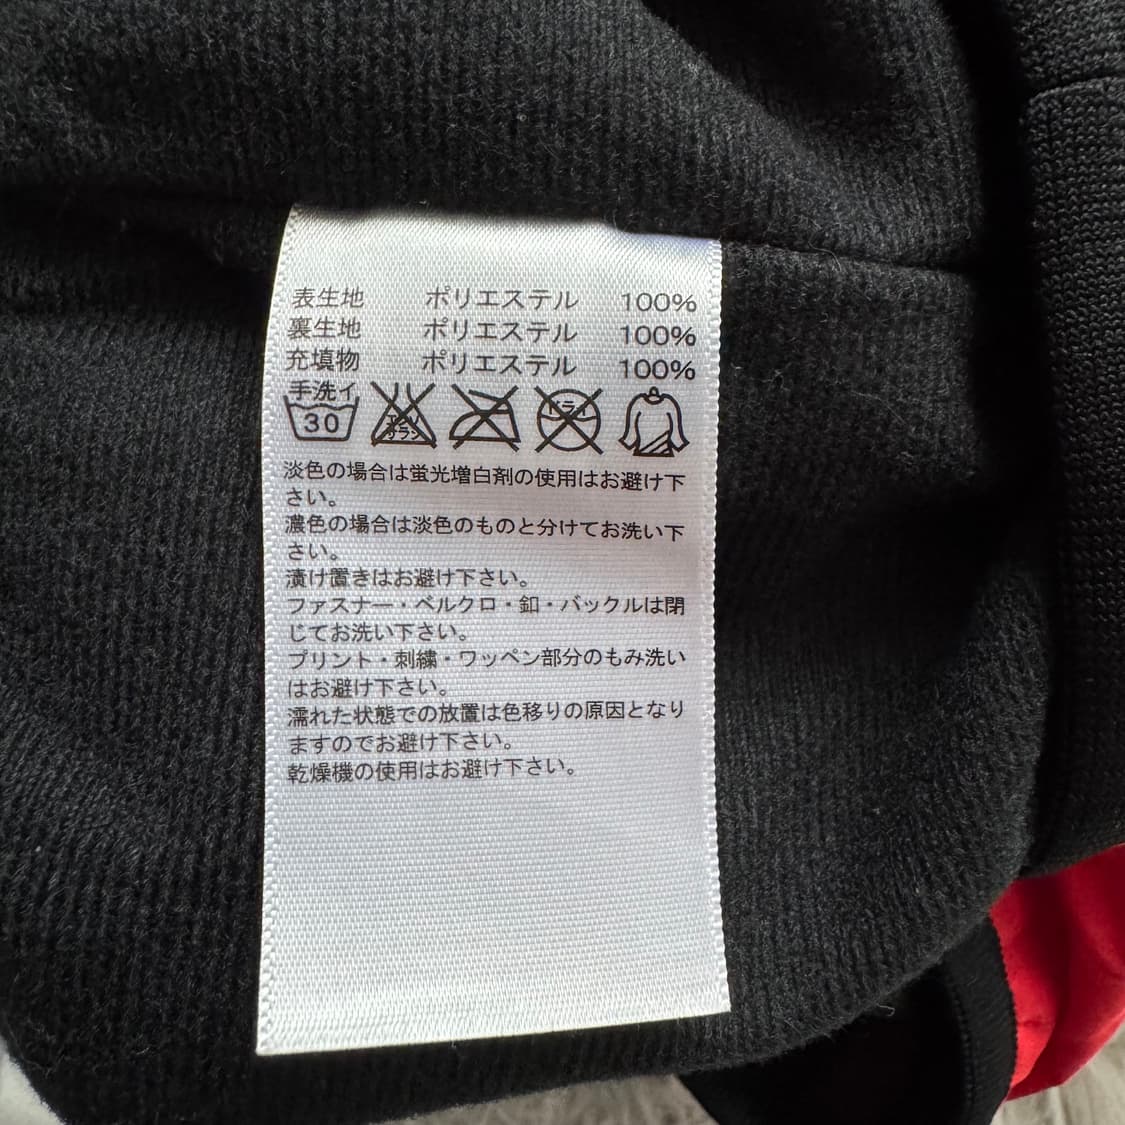 表生地 ポリエステル 100%
裏生地 ポリエステル 100%
充填物 ポリエステル 100%
手洗イ
30
エンソサラシ
ドライ
淡色の場合は蛍光増白剤の使用はお避け下
さい。
濃色の場合は淡色のものと分けてお洗い下
さい。
漬け置きはお避け下さい。
ファスナー・ベルクロ・釦・バックルは閉
じてお洗い下さい。
プリント・刺繍・ワッペン部分のもみ洗い
はお避け下さい。
濡れた状態での放置は色移りの原因となり
ますのでお避け下さい。
乾燥機の使用はお避け下さい。